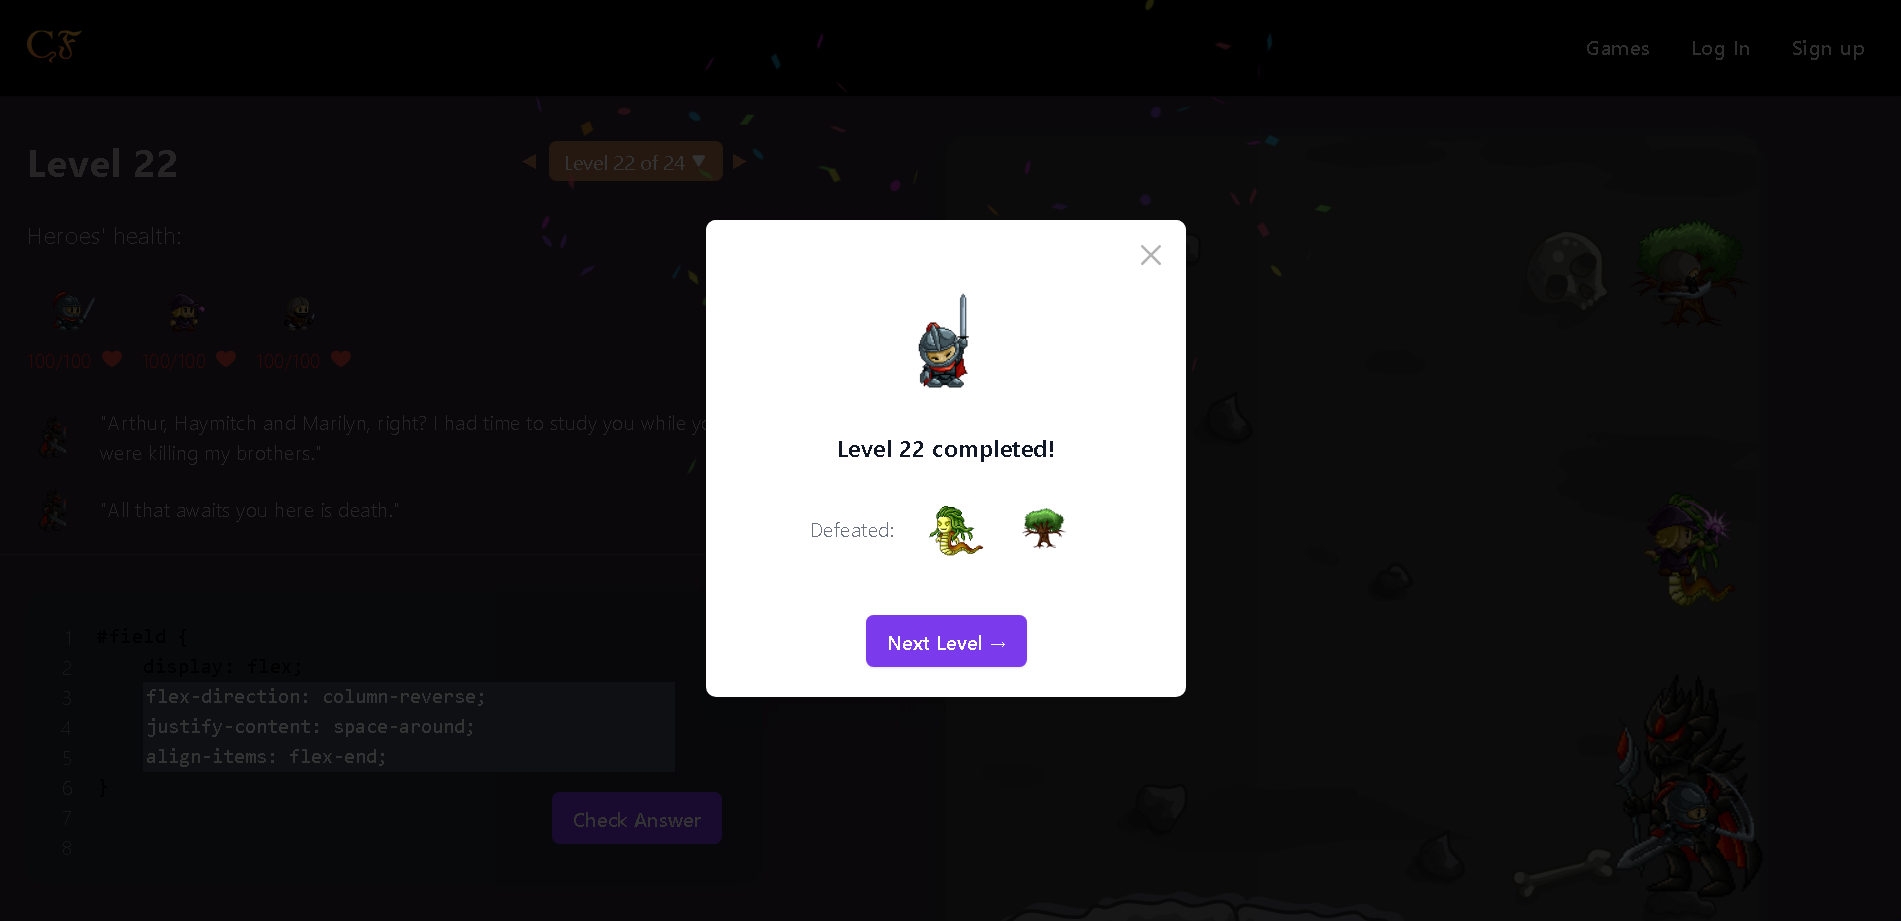 CF
Games
Log In
Sign up
Level 22
Level 22 of 24 ▼
Heroes' health:
100/100
100/100
100/100
"Arthur, Haymitch and Marilyn, right? I had time to study you while yo
were killing my brothers."
"All that awaits you here is death."
Level 22 completed!
Defeated:
Next Level →
1 #field {
2 display: flex;
3 flex-direction: column-reverse;
4 justify-content: space-around;
5 align-items: flex-end;
6 }
7
8
Check Answer